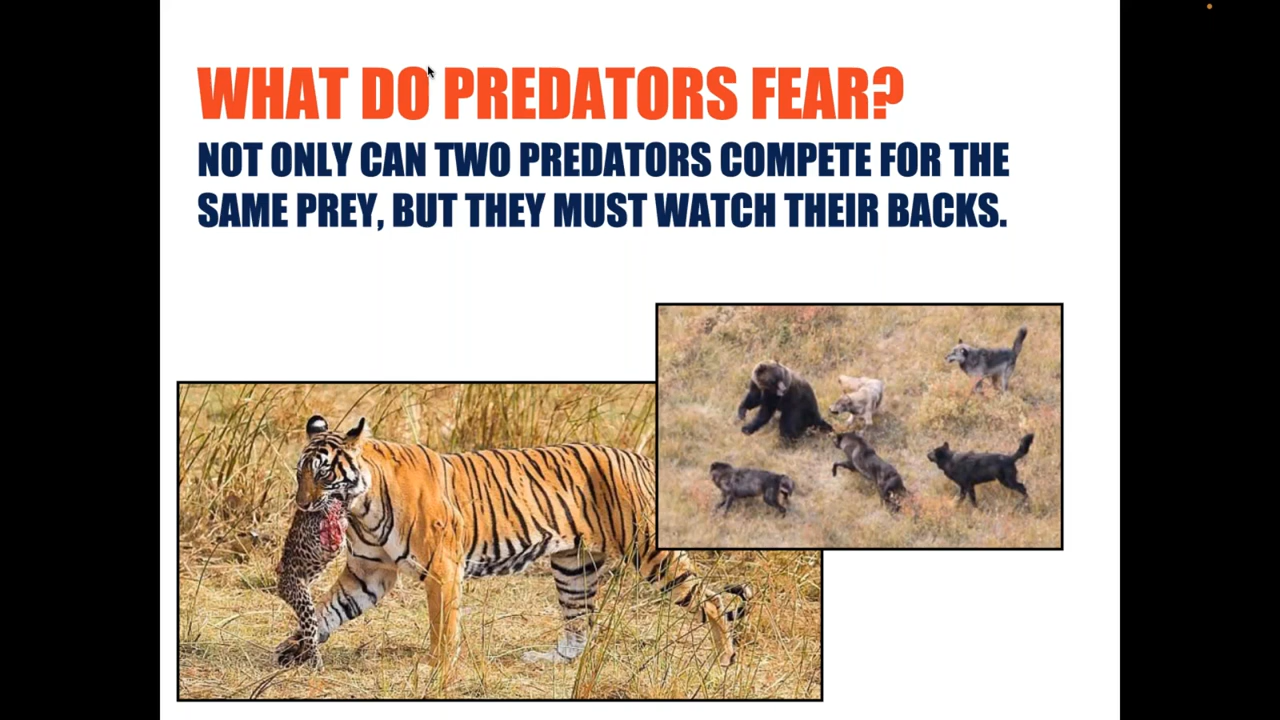 WHAT DO PREDATORS FEAR?
NOT ONLY CAN TWO PREDATORS COMPETE FOR THE
SAME PREY, BUT THEY MUST WATCH THEIR BACKS.